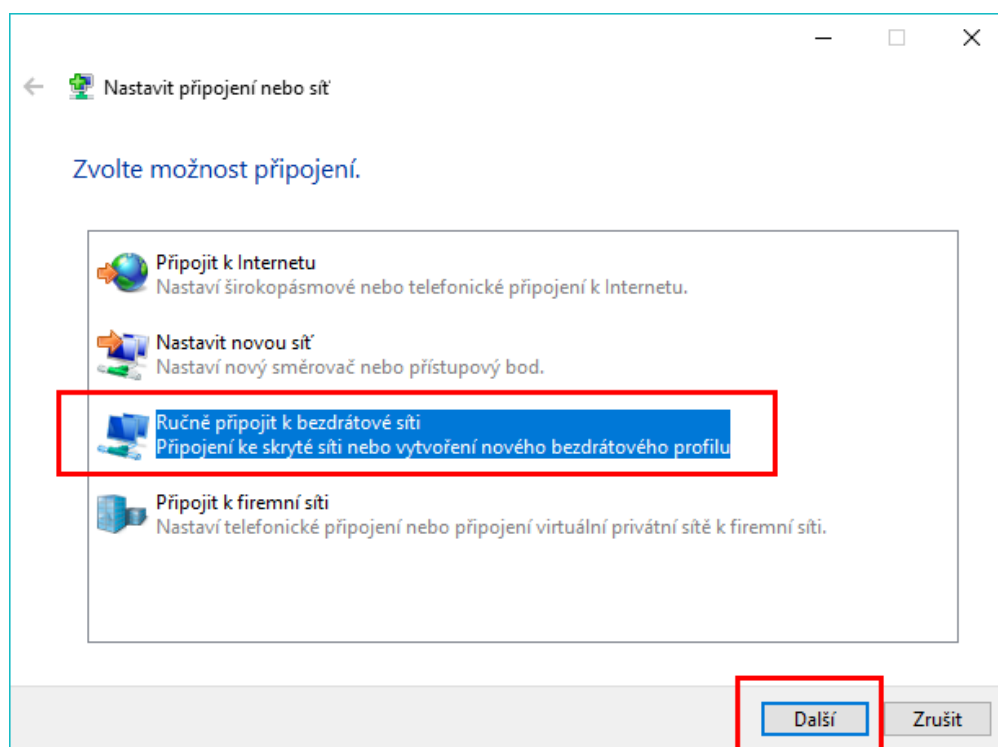 Nastavit připojení nebo síť
Zvolte možnost připojení.
Připojit k Internetu
Nastaví širokopásmové nebo telefonické připojení k Internetu.
Nastavit novou síť
Nastaví nový směrovač nebo přístupový bod.
Ručně připojit k bezdrátové síti
Připojení ke skryté síti nebo vytvoření nového bezdrátového profilu
Připojit k firemní síti
Nastaví telefonické připojení nebo připojení virtuální privátní sítě k firemní síti.
Další
Zrušit